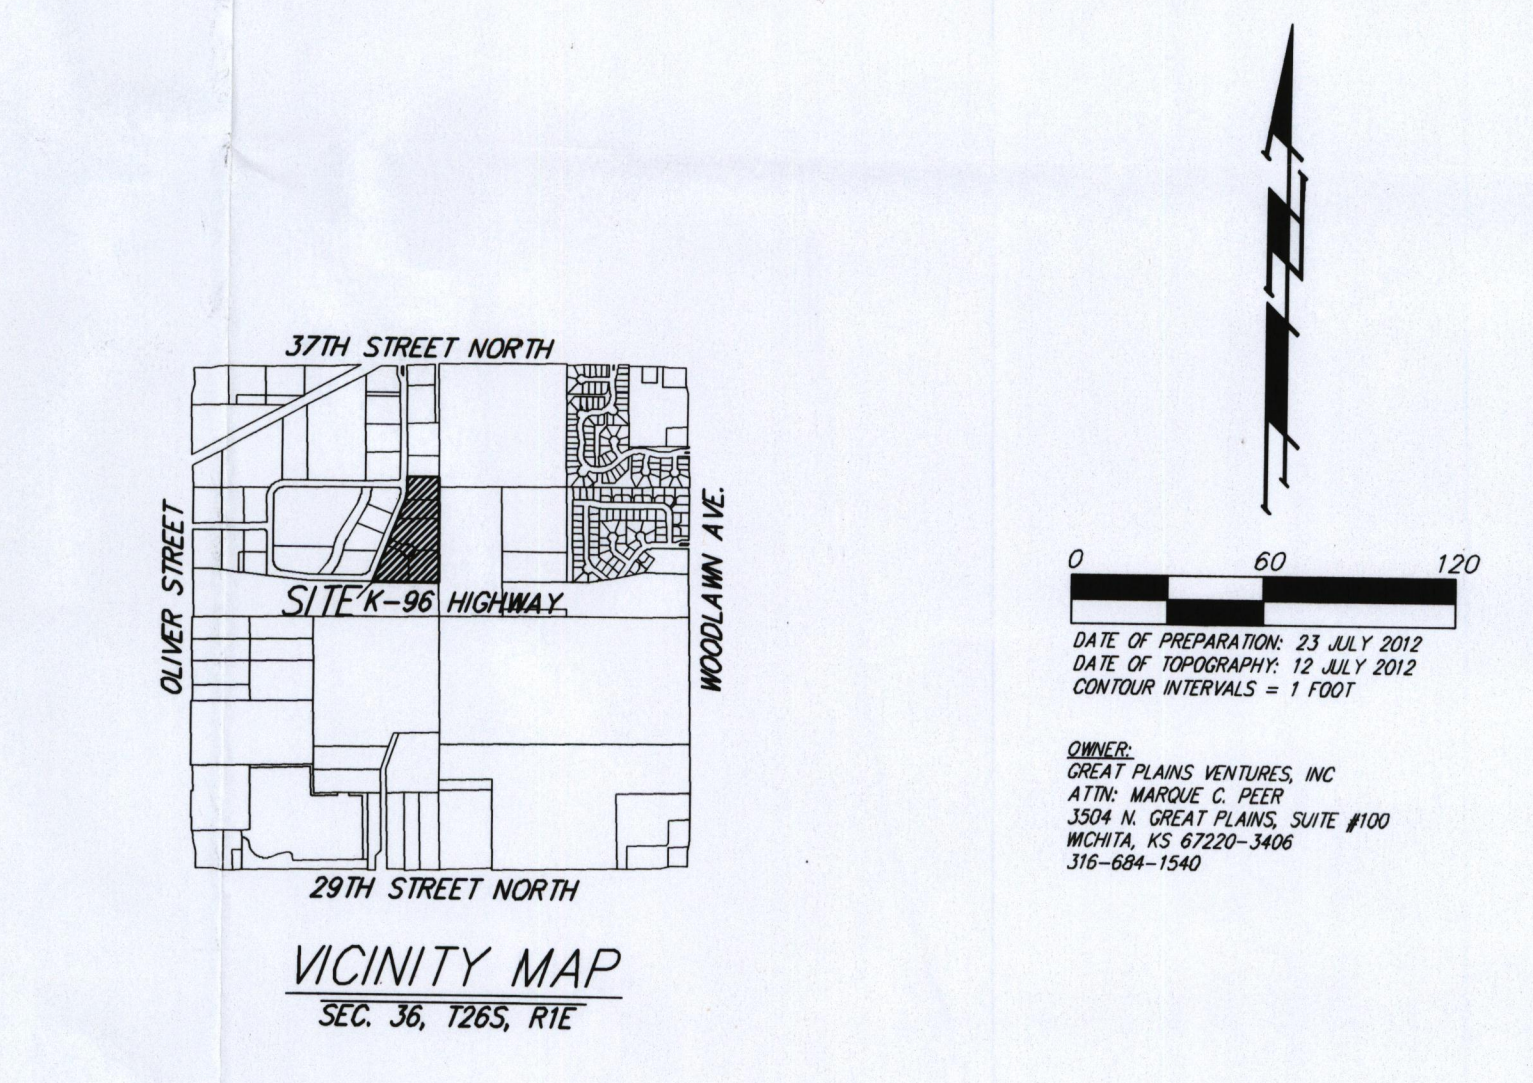 37TH STREET NORTH
OLIVER STREET
WOODLAWN AVE.
SITE K-96 HIGHWAY
29TH STREET NORTH
VICINITY MAP
SEC. 36, T26S, R1E
0 60 120
DATE OF PREPARATION: 23 JULY 2012
DATE OF TOPOGRAPHY: 12 JULY 2012
CONTOUR INTERVALS = 1 FOOT
OWNER:
GREAT PLAINS VENTURES, INC
ATTN: MARQUE C. PEER
3504 N. GREAT PLAINS, SUITE #100
WICHITA, KS 67220-3406
316-684-1540